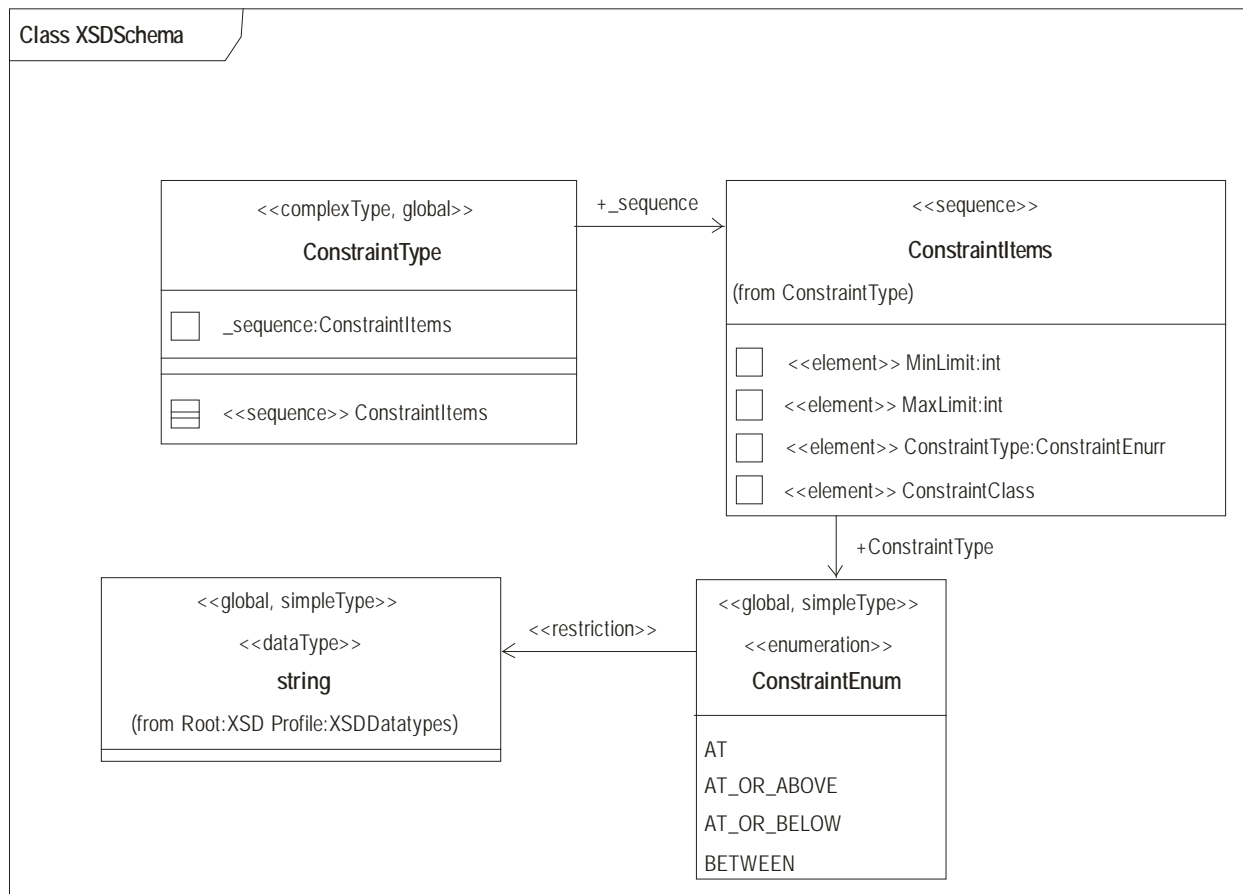 Class XSDSchema
<<complexType, global>>
ConstraintType
_sequence:ConstraintItems
<<sequence>> ConstraintItems
+_sequence
<<sequence>>
ConstraintItems
(from ConstraintType)
<<element>> MinLimit:int
<<element>> MaxLimit:int
<<element>> ConstraintType:ConstraintEnurr
<<element>> ConstraintClass
+ConstraintType
<<global, simpleType>>
<<dataType>>
string
(from Root:XSD Profile:XSDDatatypes)
<<restriction>>
<<global, simpleType>>
<<enumeration>>
ConstraintEnum
AT
AT_OR_ABOVE
AT_OR_BELOW
BETWEEN